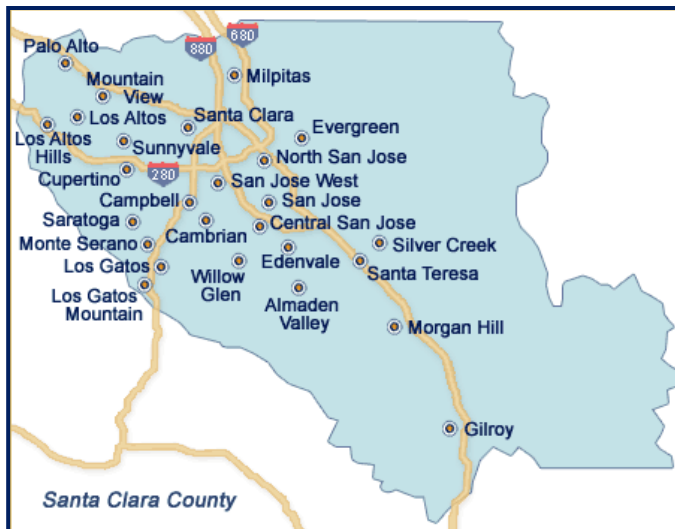 880
680
Palo Alto
Milpitas
Mountain
View
Los Altos
Santa Clara
Evergreen
Los Altos
Hills
Sunnyvale
North San Jose
Cupertino
280
San Jose West
Campbell
San Jose
Saratoga
Cambrian
Central San Jose
Monte Serano
Silver Creek
Edenvale
Los Gatos
Willow
Glen
Santa Teresa
Los Gatos
Mountain
Almaden
Valley
Morgan Hill
Gilroy
Santa Clara County